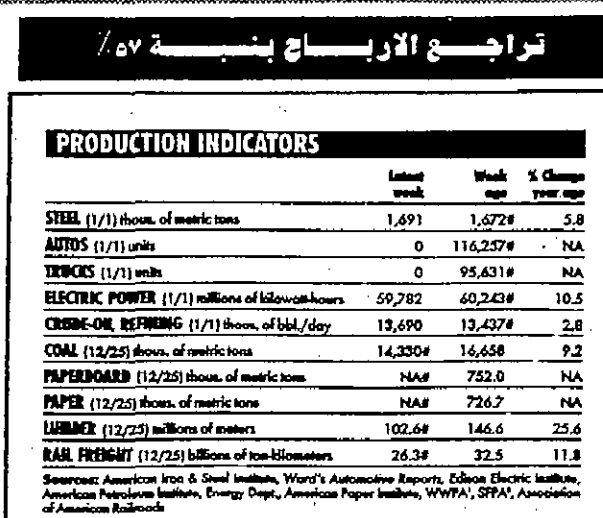 تراجع الارباح بنسبة ٥٧٪
PRODUCTION INDICATORS
Latest week Week ago % Change year ago
STEEL (1/1) thous. of metric tons 1,691 1,672# 5.8
AUTOS (1/1) units 0 116,257# NA
TRUCKS (1/1) units 0 95,631# NA
ELECTRIC POWER (1/1) millions of kilowatt-hours 59,782 60,243# 10.5
CRUDE-OIL REFINING (1/1) thous. of bbl./day 13,690 13,437# 2.8
COAL (12/25) thous. of metric tons 14,330# 16,658 9.2
PAPERBOARD (12/25) thous. of metric tons NA# 752.0 NA
PAPER (12/25) thous. of metric tons NA# 726.7 NA
LUMBER (12/25) millions of meters 102.6# 146.6 25.6
RAIL FREIGHT (12/25) billions of ton-kilometers 26.3# 32.5 11.8
Sources: American Iron & Steel Institute, Ward's Automotive Reports, Edison Electric Institute,
American Petroleum Institute, Energy Dept., American Paper Institute, WWPA¹, SFPA², Association
of American Railroads